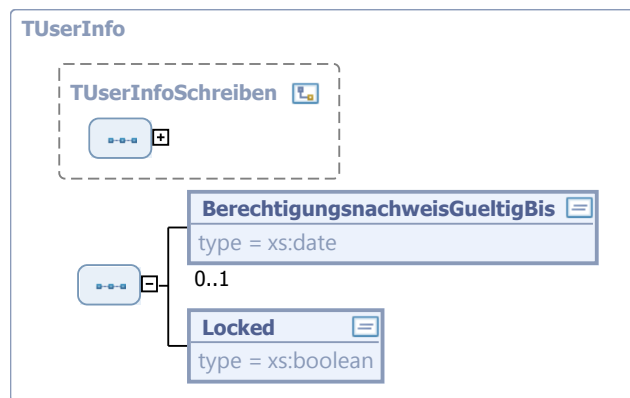 TUserInfo
TUserInfoSchreiben
BerechtigungsnachweisGueltigBis
type = xs:date
0..1
Locked
type = xs:boolean